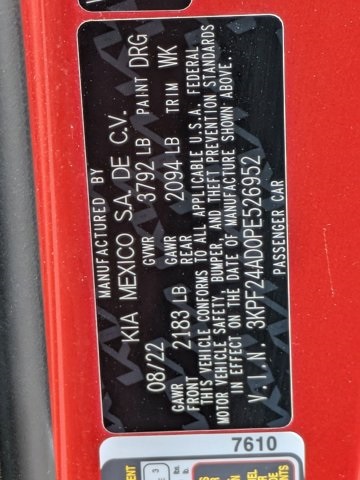 MANUFACTURED BY
KIA MEXICO S.A. DE C.V.
08/22 GVWR 3792 LB PAINT DRG
GAWR FRONT 2183 LB GAWR REAR 2094 LB TRIM WK
THIS VEHICLE CONFORMS TO ALL APPLICABLE U.S.A. FEDERAL
MOTOR VEHICLE SAFETY, BUMPER, AND THEFT PREVENTION STANDARDS
IN EFFECT ON THE DATE OF MANUFACTURE SHOWN ABOVE.
V.I.N. 3KPF24AD0PE526952
PASSENGER CAR
7610